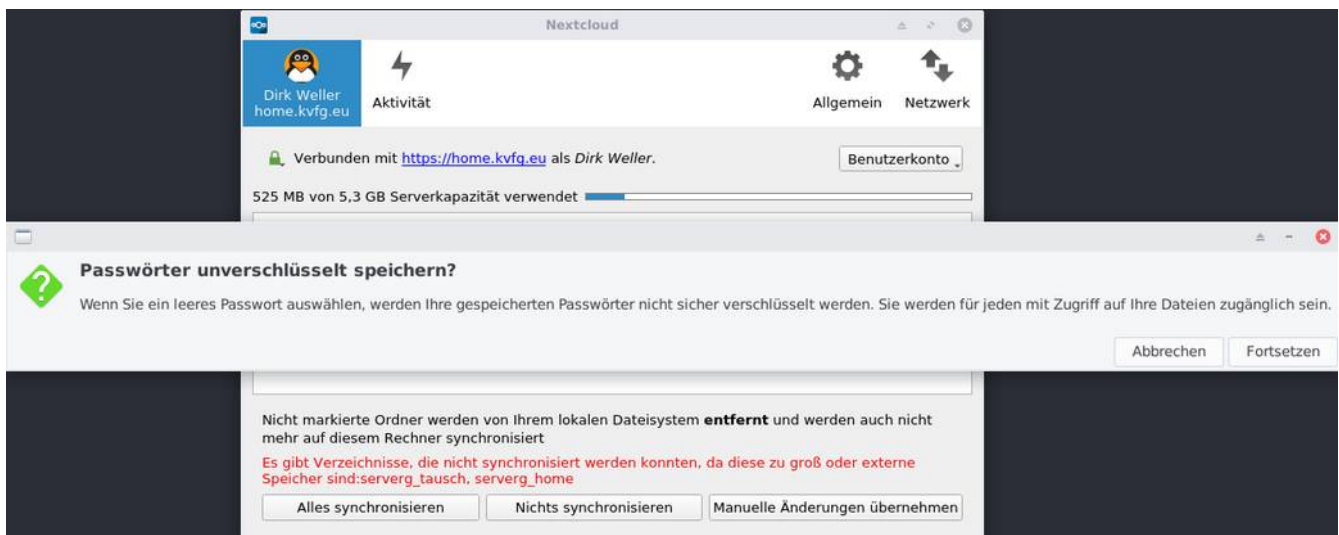 Nextcloud
Dirk Weller
home.kvfg.eu
Aktivität
Allgemein
Netzwerk
Verbunden mit https://home.kvfg.eu als Dirk Weller.
Benutzerkonto
525 MB von 5,3 GB Serverkapazität verwendet
Passwörter unverschlüsselt speichern?
Wenn Sie ein leeres Passwort auswählen, werden Ihre gespeicherten Passwörter nicht sicher verschlüsselt werden. Sie werden für jeden mit Zugriff auf Ihre Dateien zugänglich sein.
Abbrechen
Fortsetzen
Nicht markierte Ordner werden von Ihrem lokalen Dateisystem entfernt und werden auch nicht
mehr auf diesem Rechner synchronisiert
Es gibt Verzeichnisse, die nicht synchronisiert werden konnten, da diese zu groß oder externe
Speicher sind:serverg_tausch, serverg_home
Alles synchronisieren
Nichts synchronisieren
Manuelle Änderungen übernehmen